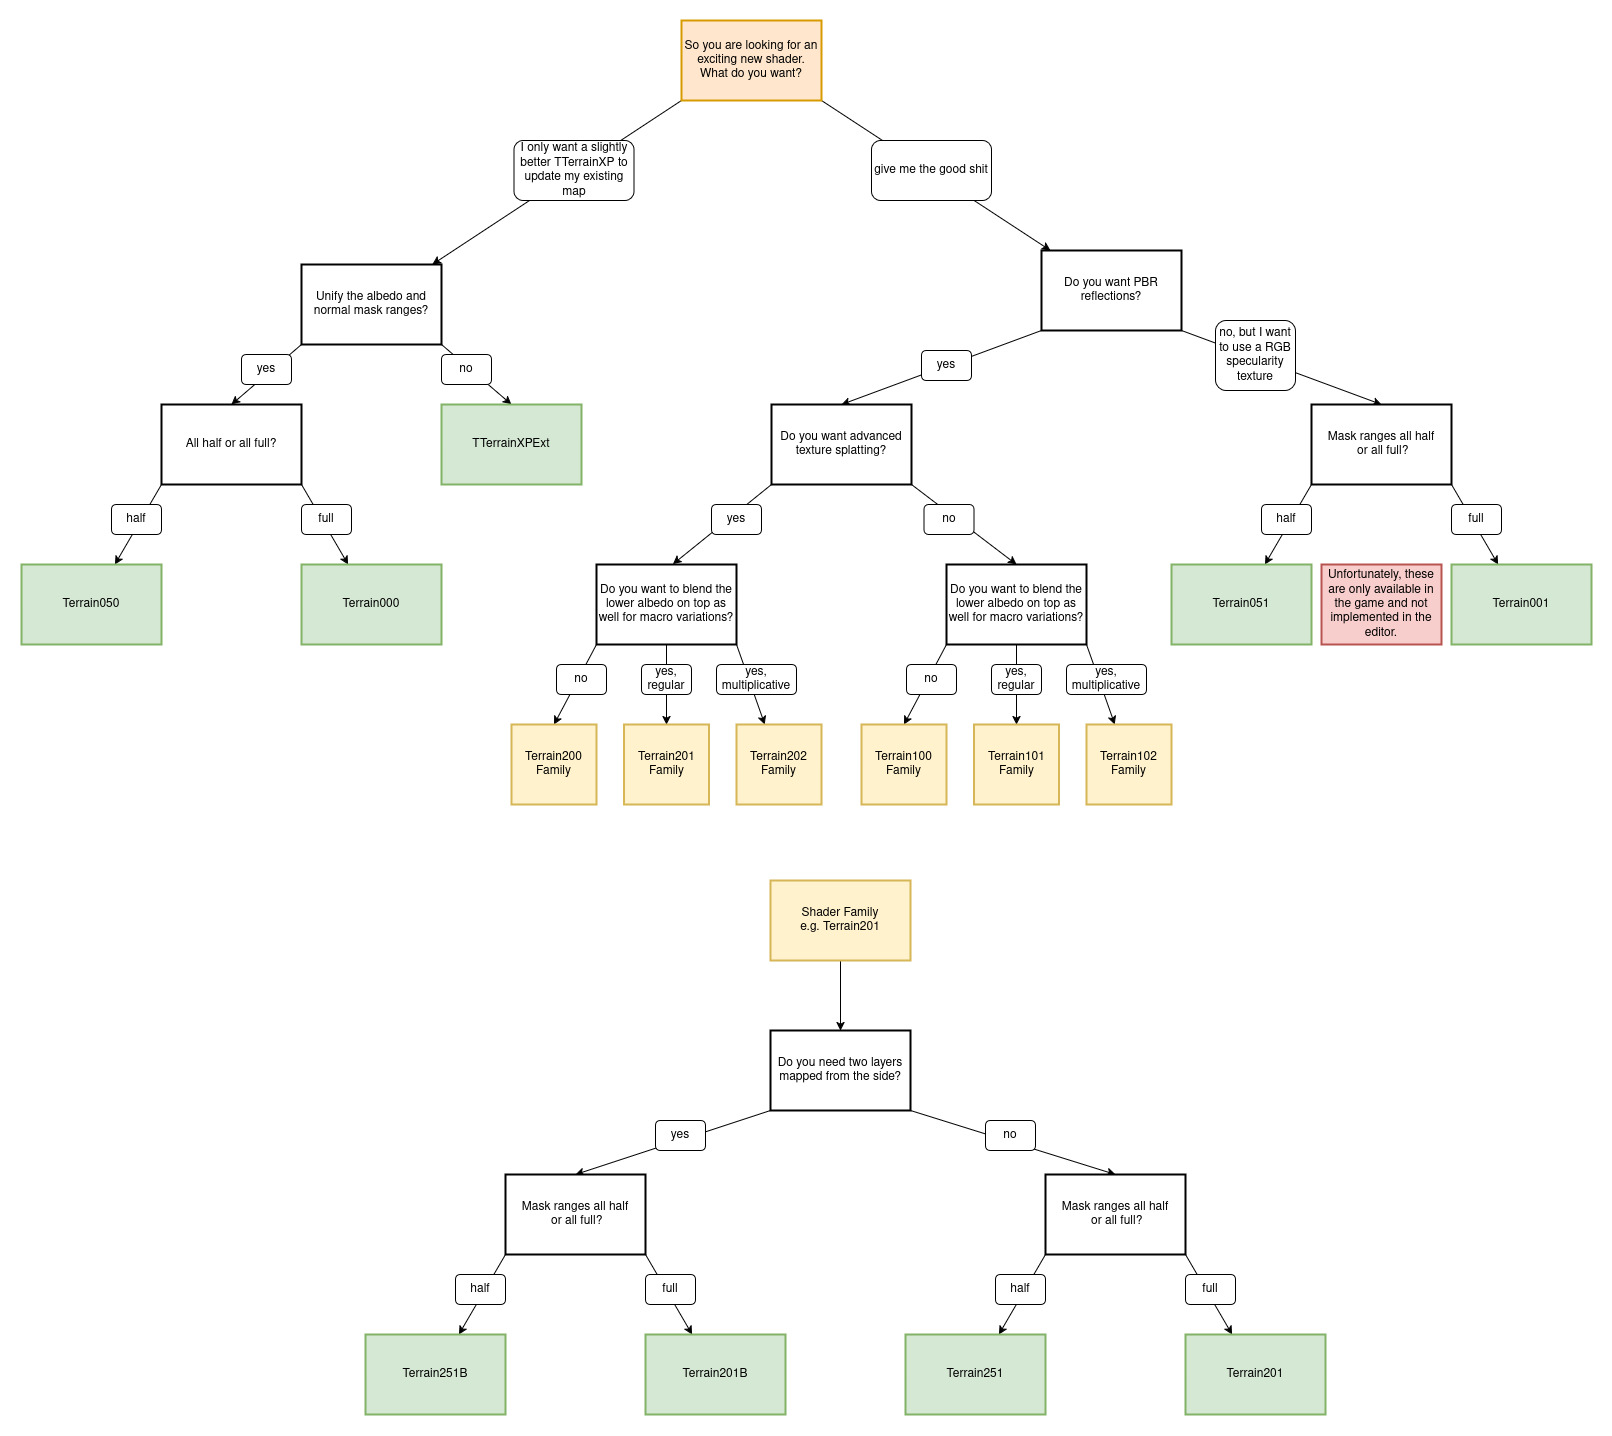 So you are looking for an
exciting new shader.
What do you want?
I only want a slightly
better TTerrainXP to
update my existing
map
give me the good shit
Unify the albedo and
normal mask ranges?
Do you want PBR
reflections?
yes
no
yes
no, but I want
to use a RGB
specularity
texture
All half or all full?
TTerrainXPExt
Do you want advanced
texture splatting?
Mask ranges all half
or all full?
half
full
yes
no
half
full
Terrain050
Terrain000
Do you want to blend the
lower albedo on top as
well for macro variations?
Do you want to blend the
lower albedo on top as
well for macro variations?
Terrain051
Unfortunately, these
are only available in
the game and not
implemented in the
editor.
Terrain001
no
yes,
regular
yes,
multiplicative
no
yes,
regular
yes,
multiplicative
Terrain200
Family
Terrain201
Family
Terrain202
Family
Terrain100
Family
Terrain101
Family
Terrain102
Family
Shader Family
e.g. Terrain201
Do you need two layers
mapped from the side?
yes
no
Mask ranges all half
or all full?
Mask ranges all half
or all full?
half
full
half
full
Terrain251B
Terrain201B
Terrain251
Terrain201